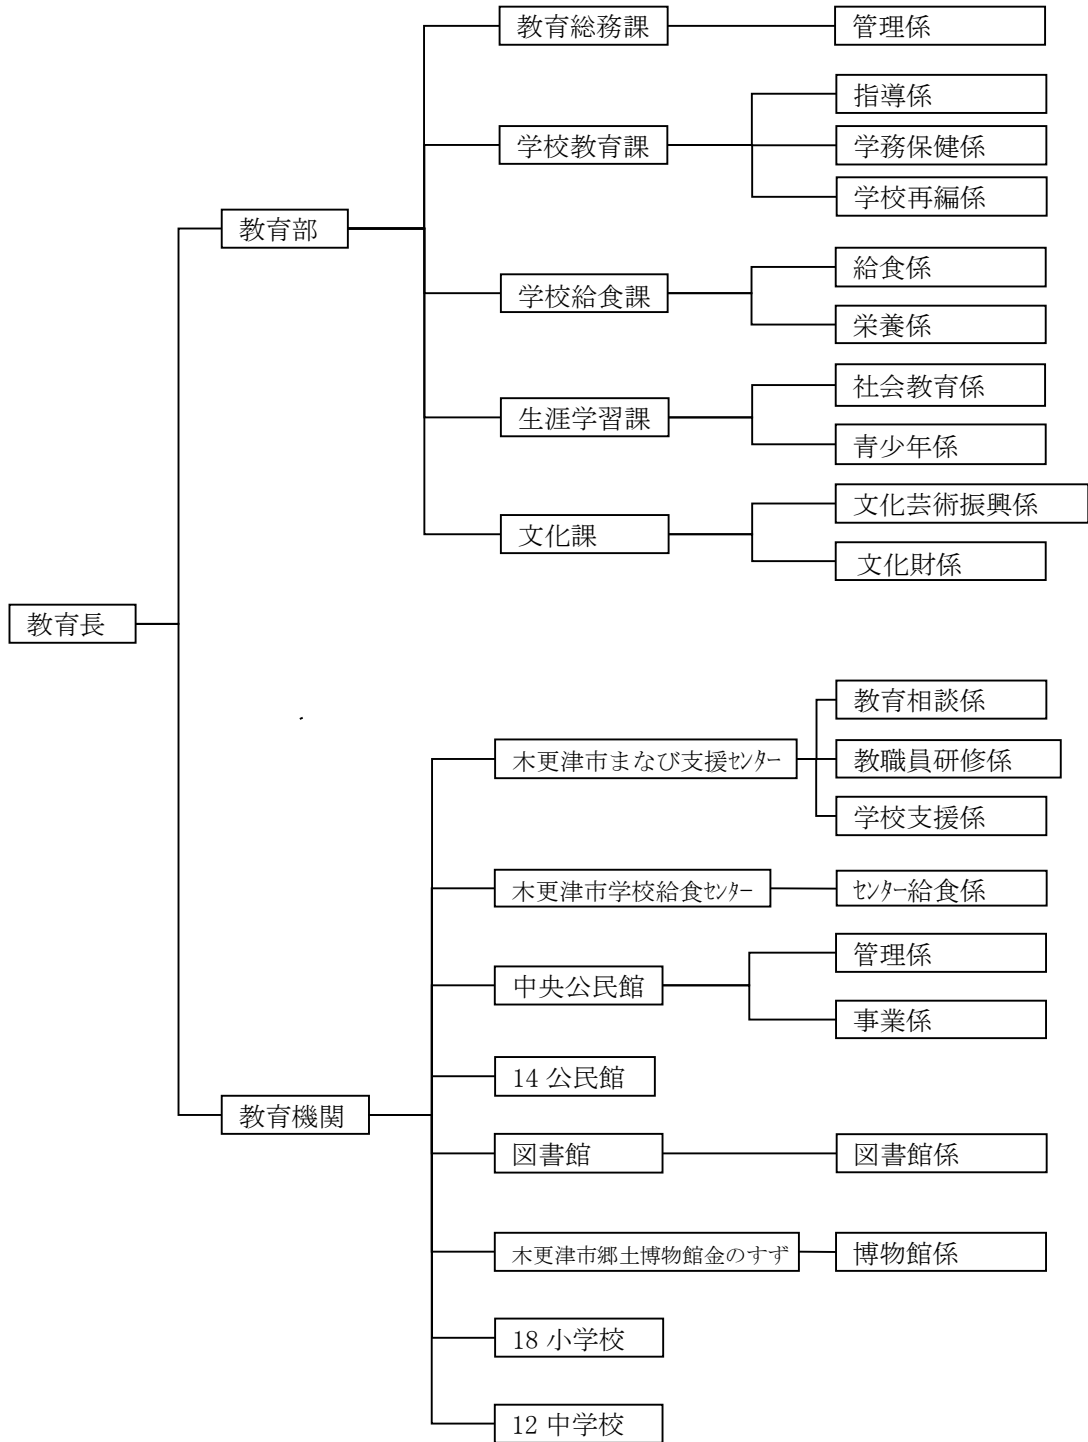 教育総務課
管理係
学校教育課
指導係
学務保健係
学校再編係
教育部
学校給食課
給食係
栄養係
生涯学習課
社会教育係
青少年係
文化課
文化芸術振興係
文化財係
教育長
木更津市まなび支援ｾﾝﾀｰ
教育相談係
教職員研修係
学校支援係
木更津市学校給食ｾﾝﾀｰ
ｾﾝﾀｰ給食係
中央公民館
管理係
事業係
14 公民館
教育機関
図書館
図書館係
木更津市郷土博物館金のすず
博物館係
18 小学校
12 中学校